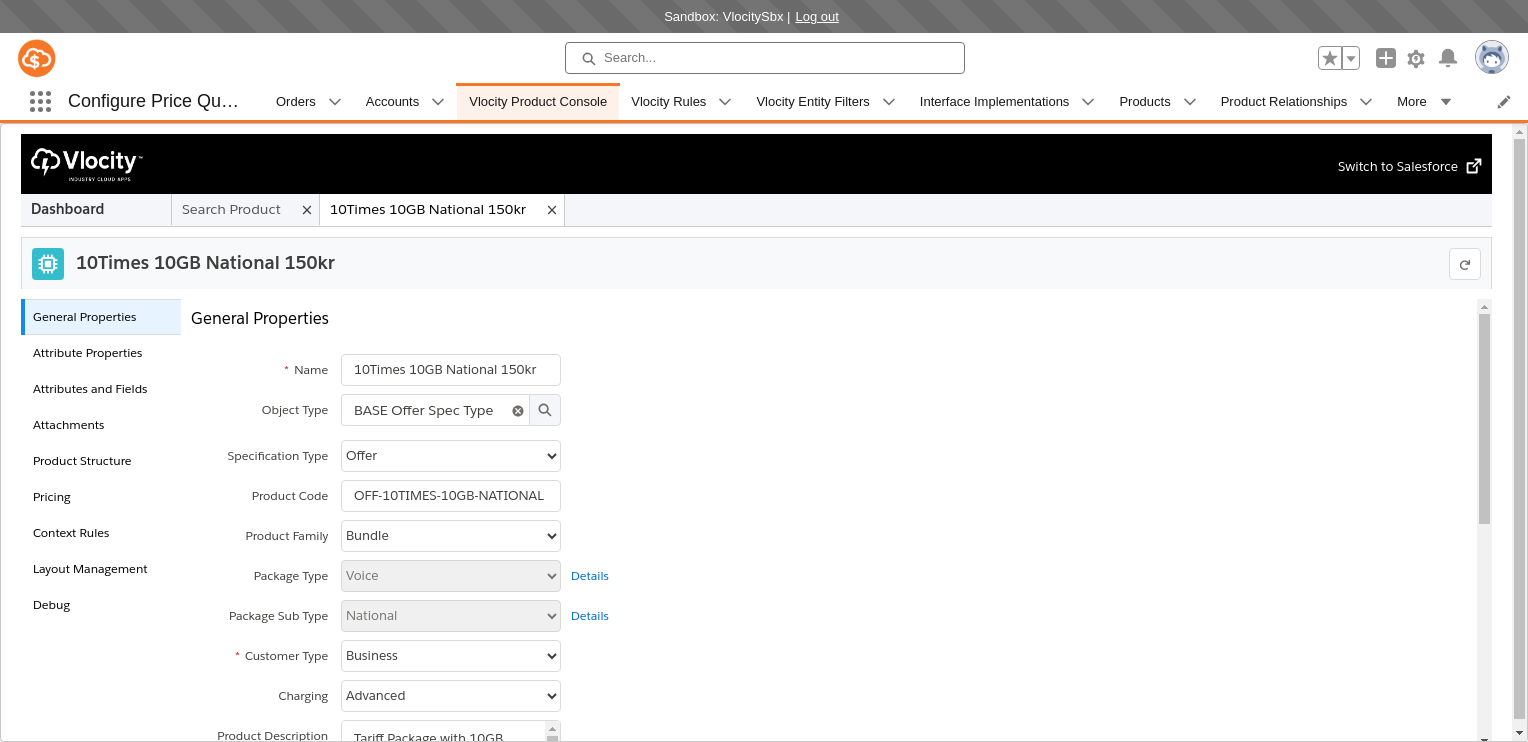 Sandbox: VlocitySbx | Log out
Search...
Configure Price Qu...
Orders
Accounts
Vlocity Product Console
Vlocity Rules
Vlocity Entity Filters
Interface Implementations
Products
Product Relationships
More
Vlocity™
INDUSTRY CLOUD APPS
Switch to Salesforce
Dashboard
Search Product
10Times 10GB National 150kr
10Times 10GB National 150kr
General Properties
Attribute Properties
Attributes and Fields
Attachments
Product Structure
Pricing
Context Rules
Layout Management
Debug
General Properties
* Name 10Times 10GB National 150kr
Object Type BASE Offer Spec Type
Specification Type Offer
Product Code OFF-10TIMES-10GB-NATIONAL
Product Family Bundle
Package Type Voice Details
Package Sub Type National Details
* Customer Type Business
Charging Advanced
Product Description Tariff Package with 10GB